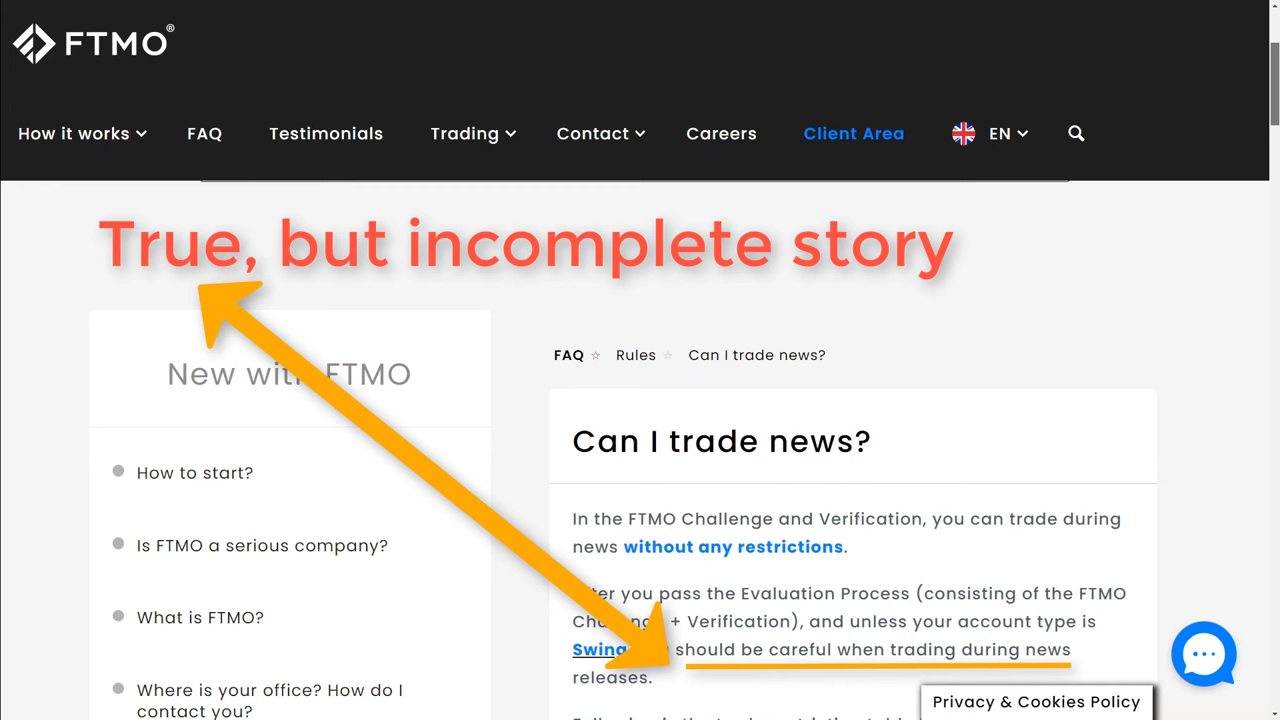 FTMO®
How it works FAQ Testimonials Trading Contact Careers Client Area EN
True, but incomplete story
New with FTMO
How to start?
Is FTMO a serious company?
What is FTMO?
Where is your office? How do I
contact you?
FAQ Rules Can I trade news?
Can I trade news?
In the FTMO Challenge and Verification, you can trade during
news without any restrictions.
you pass the Evaluation Process (consisting of the FTMO
+ Verification), and unless your account type is
Swing should be careful when trading during news
releases.
Privacy & Cookies Policy